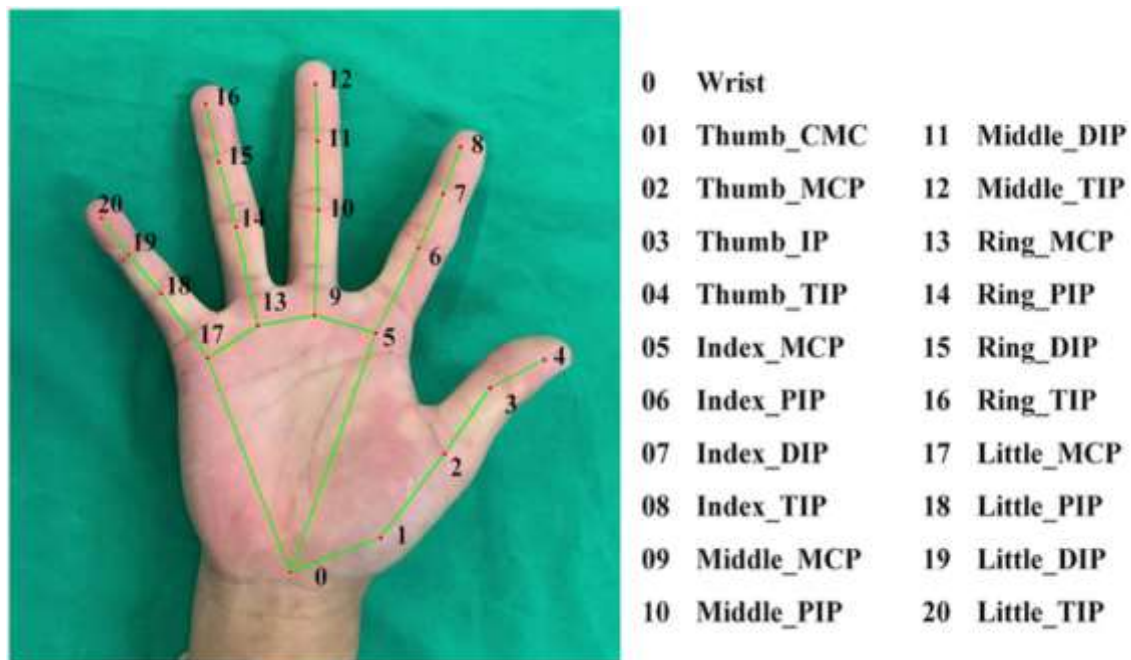 12
16
11
8
15
7
20
10
14
19
6
18
13
9
17
5
4
3
2
1
0
0 Wrist
01 Thumb_CMC 11 Middle_DIP
02 Thumb_MCP 12 Middle_TIP
03 Thumb_IP 13 Ring_MCP
04 Thumb_TIP 14 Ring_PIP
05 Index_MCP 15 Ring_DIP
06 Index_PIP 16 Ring_TIP
07 Index_DIP 17 Little_MCP
08 Index_TIP 18 Little_PIP
09 Middle_MCP 19 Little_DIP
10 Middle_PIP 20 Little_TIP